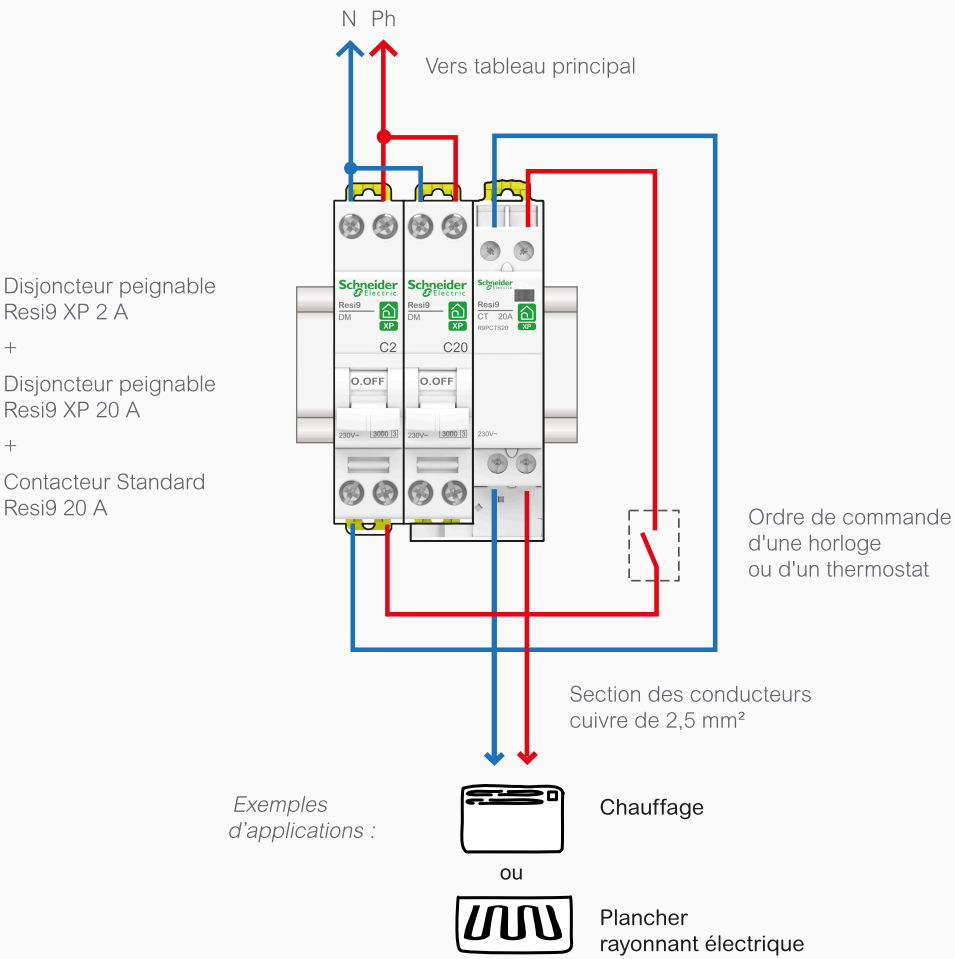 N Ph
Vers tableau principal
Disjoncteur peignable
Resi9 XP 2 A
+
Disjoncteur peignable
Resi9 XP 20 A
+
Contacteur Standard
Resi9 20 A
Schneider
Electric
Resi9
DM
XP
C2
O.OFF
230V~ 3000 3
Schneider
Electric
Resi9
DM
XP
C20
O.OFF
230V~ 3000 3
Schneider
Electric
Resi9
CT 20A
R9PCTS20
XP
230V~
Ordre de commande
d'une horloge
ou d'un thermostat
Section des conducteurs
cuivre de 2,5 mm²
Exemples
d’applications :
Chauffage
ou
Plancher
rayonnant électrique